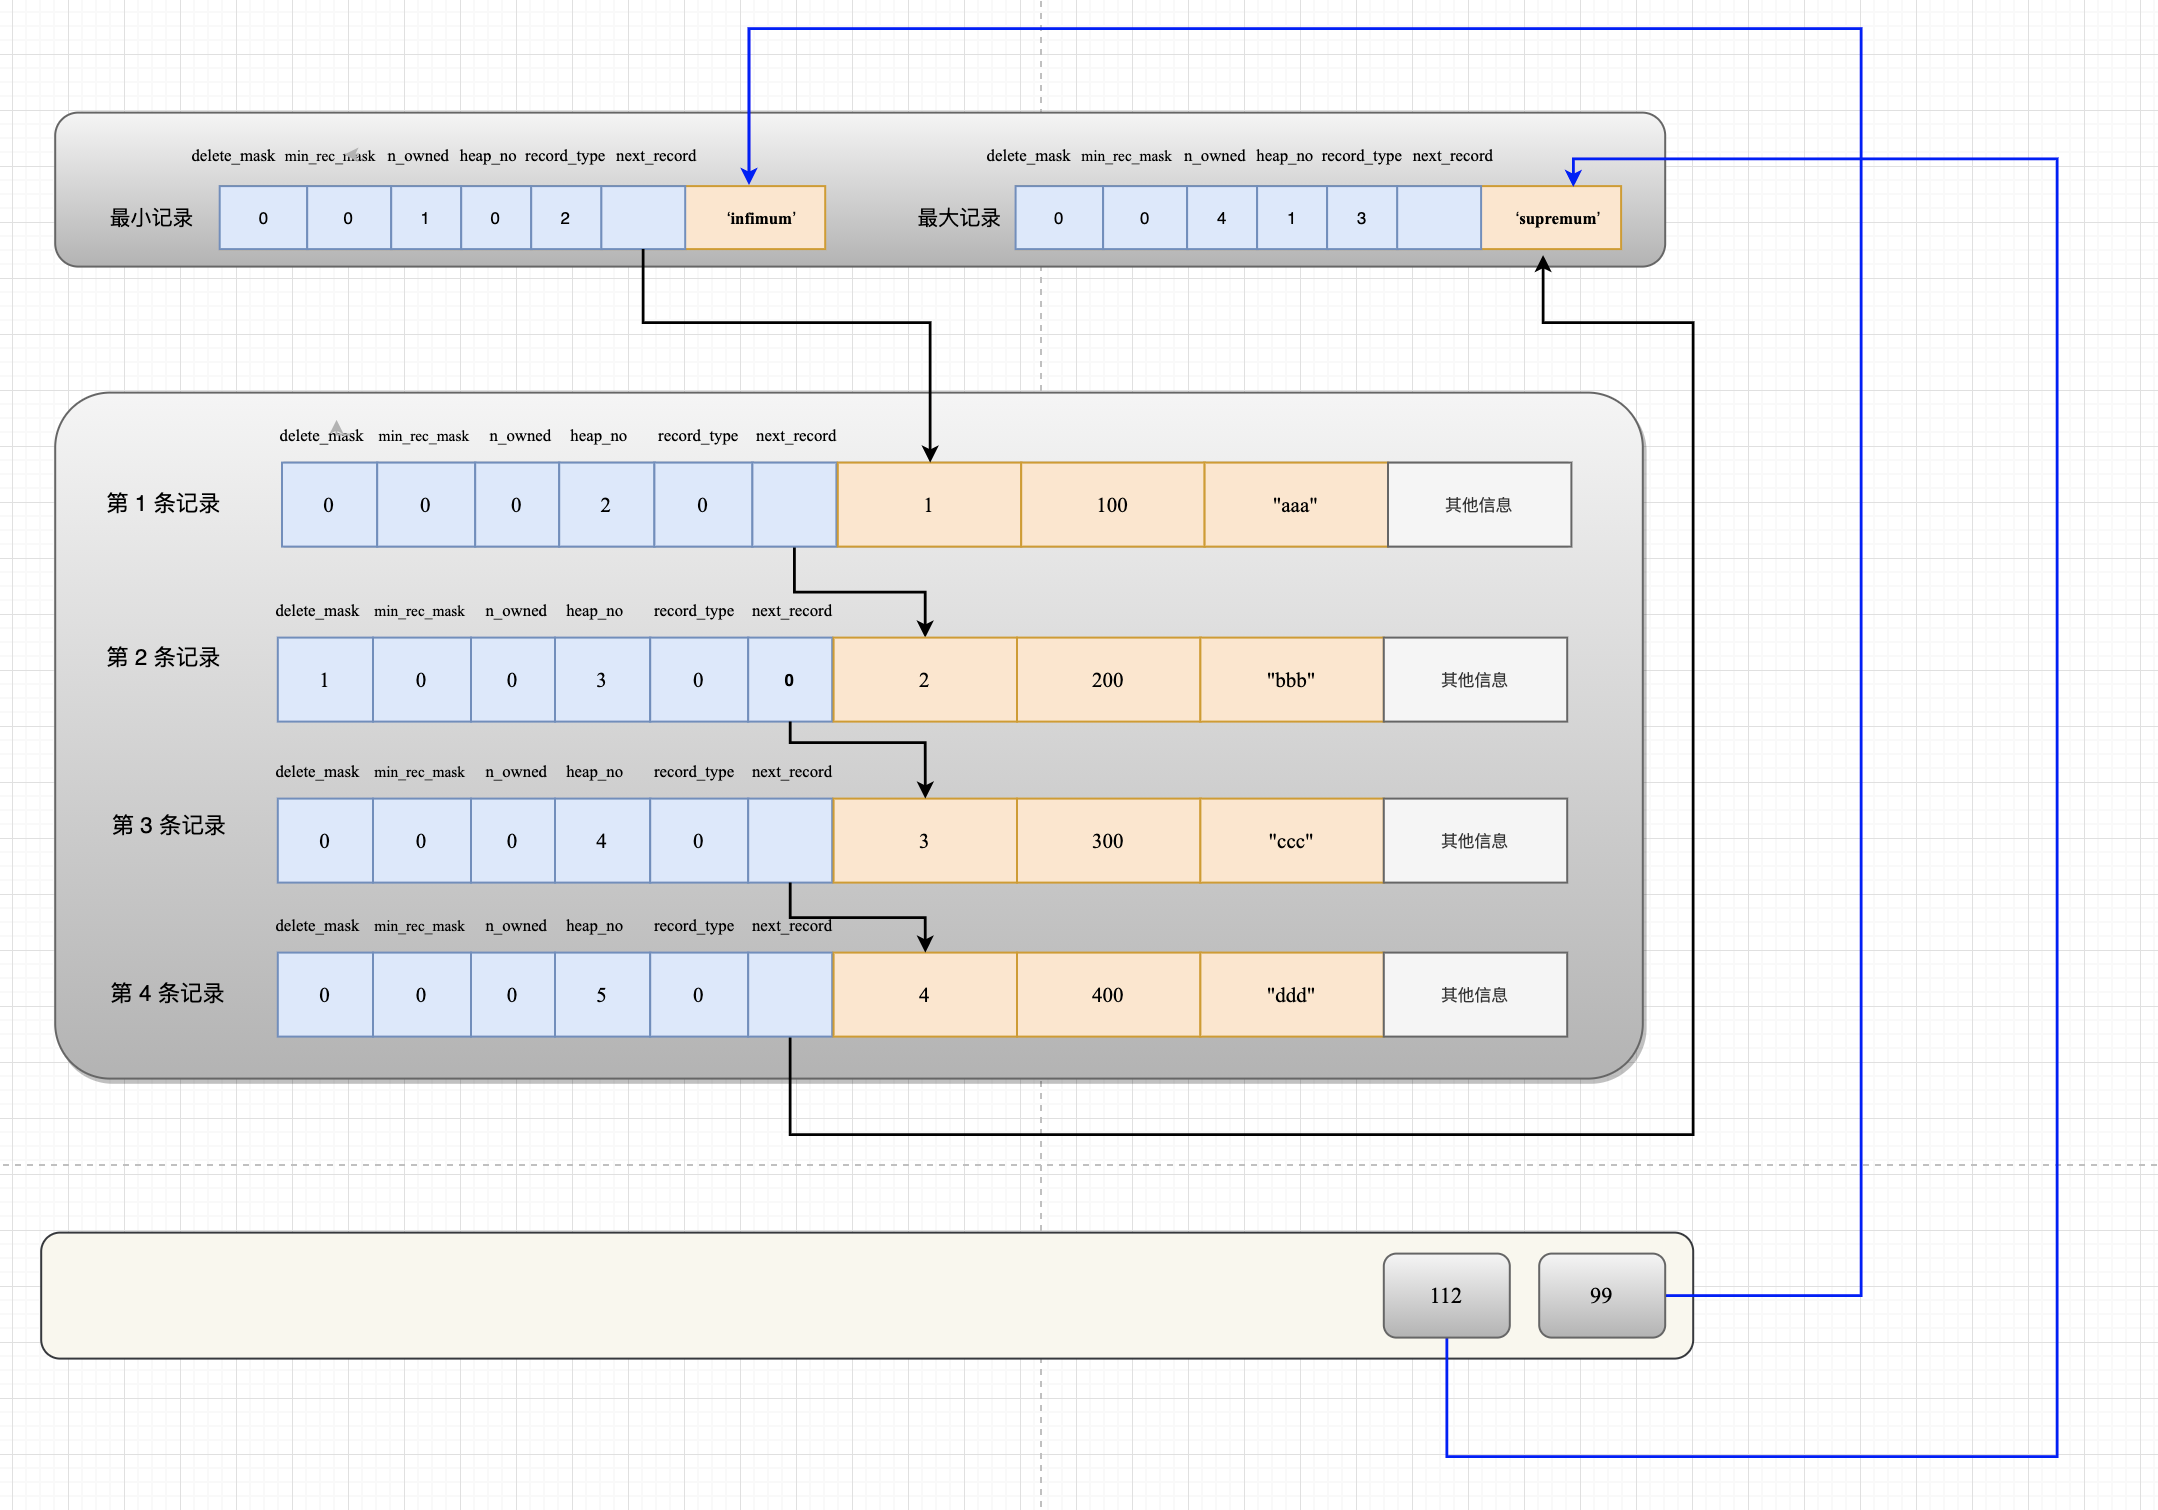 delete_mask min_rec_mask n_owned heap_no record_type next_record
最小记录 0 0 1 0 2 ‘infimum’
delete_mask min_rec_mask n_owned heap_no record_type next_record
最大记录 0 0 4 1 3 ‘supremum’
delete_mask min_rec_mask n_owned heap_no record_type next_record
第 1 条记录 0 0 0 2 0 1 100 "aaa" 其他信息
delete_mask min_rec_mask n_owned heap_no record_type next_record
第 2 条记录 1 0 0 3 0 0 2 200 "bbb" 其他信息
delete_mask min_rec_mask n_owned heap_no record_type next_record
第 3 条记录 0 0 0 4 0 3 300 "ccc" 其他信息
delete_mask min_rec_mask n_owned heap_no record_type next_record
第 4 条记录 0 0 0 5 0 4 400 "ddd" 其他信息
112 99